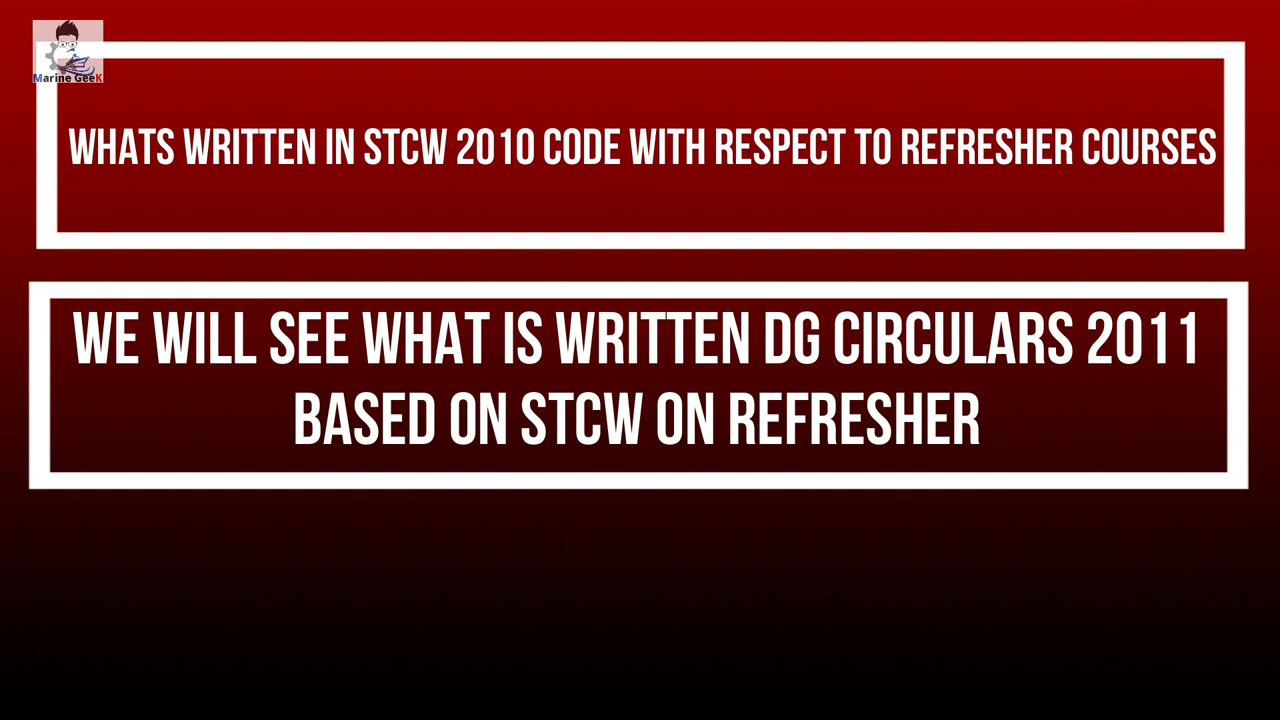 Marine GeeK
WHATS WRITTEN IN STCW 2010 CODE WITH RESPECT TO REFRESHER COURSES
WE WILL SEE WHAT IS WRITTEN DG CIRCULARS 2011
BASED ON STCW ON REFRESHER